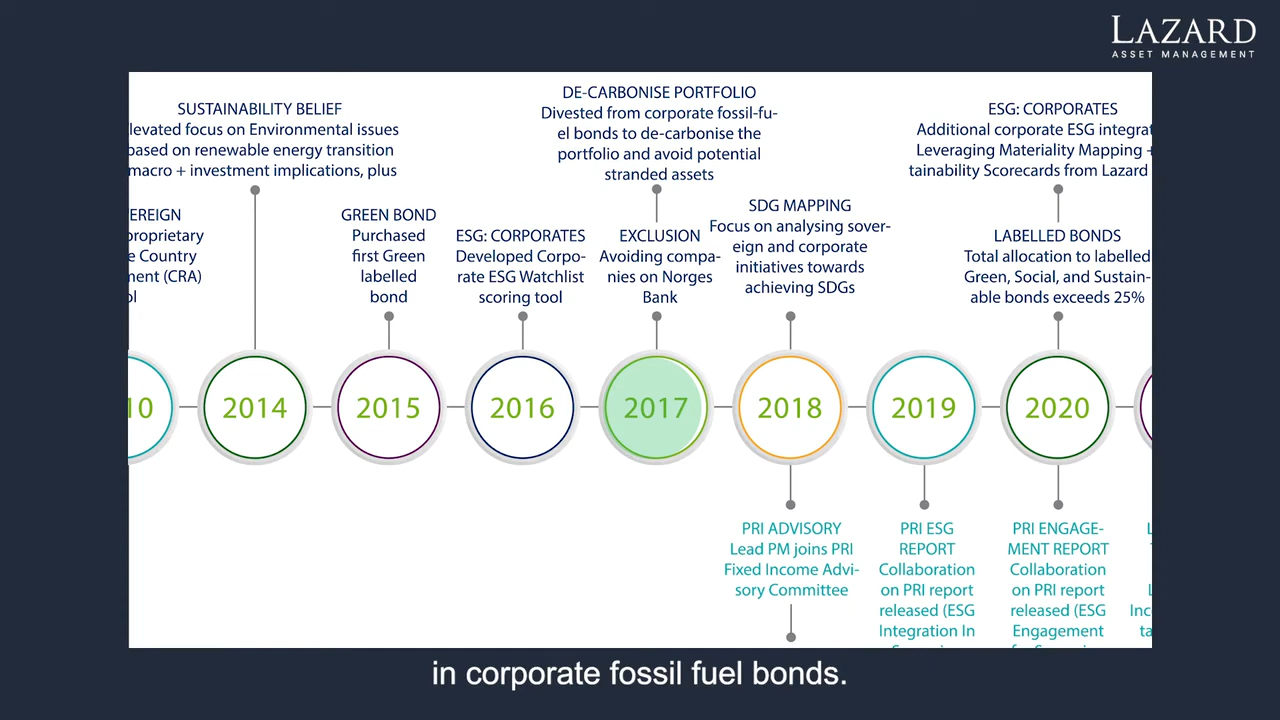 LAZARD
ASSET MANAGEMENT
SUSTAINABILITY BELIEF
levated focus on Environmental issues
based on renewable energy transition
macro + investment implications, plus
EREIGN
proprietary
e Country
ment (CRA)
ol
GREEN BOND
Purchased
first Green
labelled
bond
ESG: CORPORATES
Developed Corpo-
rate ESG Watchlist
scoring tool
DE-CARBONISE PORTFOLIO
Divested from corporate fossil-fu-
el bonds to de-carbonise the
portfolio and avoid potential
stranded assets
EXCLUSION
Avoiding compa-
nies on Norges
Bank
SDG MAPPING
Focus on analysing sover-
eign and corporate
initiatives towards
achieving SDGs
ESG: CORPORATES
Additional corporate ESG integrat
Leveraging Materiality Mapping +
tainability Scorecards from Lazard
LABELLED BONDS
Total allocation to labelled
Green, Social, and Sustain-
able bonds exceeds 25%
10
2014
2015
2016
2017
2018
2019
2020
PRI ADVISORY
Lead PM joins PRI
Fixed Income Advi-
sory Committee
PRI ESG
REPORT
Collaboration
on PRI report
released (ESG
Integration In
PRI ENGAGE-
MENT REPORT
Collaboration
on PRI report
released (ESG
Engagement
L
L
Inc
ta
in corporate fossil fuel bonds.